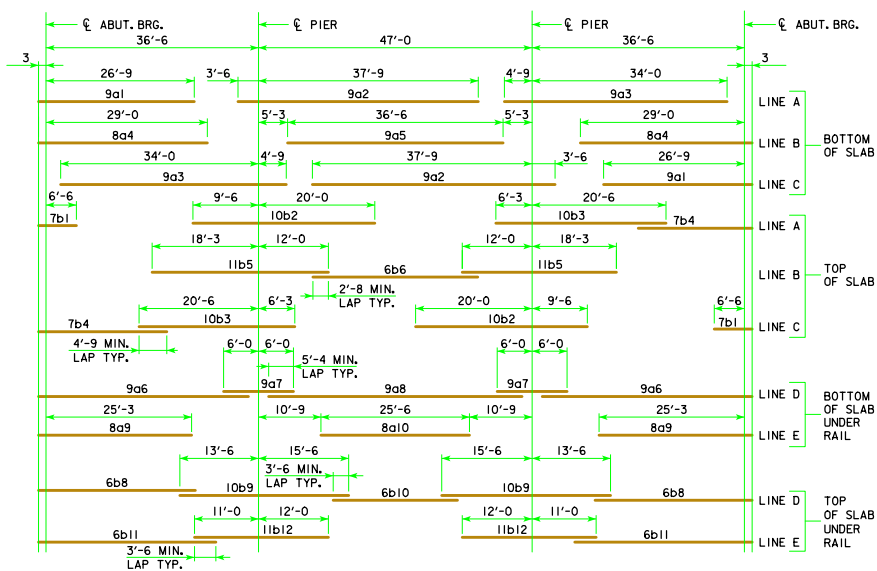 ℄ ABUT. BRG. ℄ PIER ℄ PIER ℄ ABUT. BRG.
36'-6 47'-0 36'-6
3 3
26'-9 3'-6 37'-9 4'-9 34'-0
9a1 9a2 9a3 LINE A
29'-0 5'-3 36'-6 5'-3 29'-0
8a4 9a5 8a4 LINE B
BOTTOM
OF SLAB
34'-0 4'-9 37'-9 3'-6 26'-9
9a3 9a2 9a1 LINE C
6'-6 9'-6 20'-0 6'-3 20'-6
7b1 10b2 10b3 7b4 LINE A
18'-3 12'-0 12'-0 18'-3
11b5 6b6 11b5 LINE B
TOP
OF SLAB
2'-8 MIN.
LAP TYP.
20'-6 6'-3 20'-0 9'-6 6'-6
7b4 10b3 10b2 7b1 LINE C
4'-9 MIN.
LAP TYP.
6'-0 6'-0 6'-0 6'-0
5'-4 MIN.
LAP TYP.
9a6 9a7 9a8 9a7 9a6 LINE D
25'-3 10'-9 25'-6 10'-9 25'-3
8a9 8a10 8a9 LINE E
BOTTOM
OF SLAB
UNDER
RAIL
13'-6 15'-6 15'-6 13'-6
3'-6 MIN.
LAP TYP.
6b8 10b9 6b10 10b9 6b8 LINE D
11'-0 12'-0 12'-0 11'-0
6b11 11b12 11b12 6b11 LINE E
TOP
OF SLAB
UNDER
RAIL
3'-6 MIN.
LAP TYP.